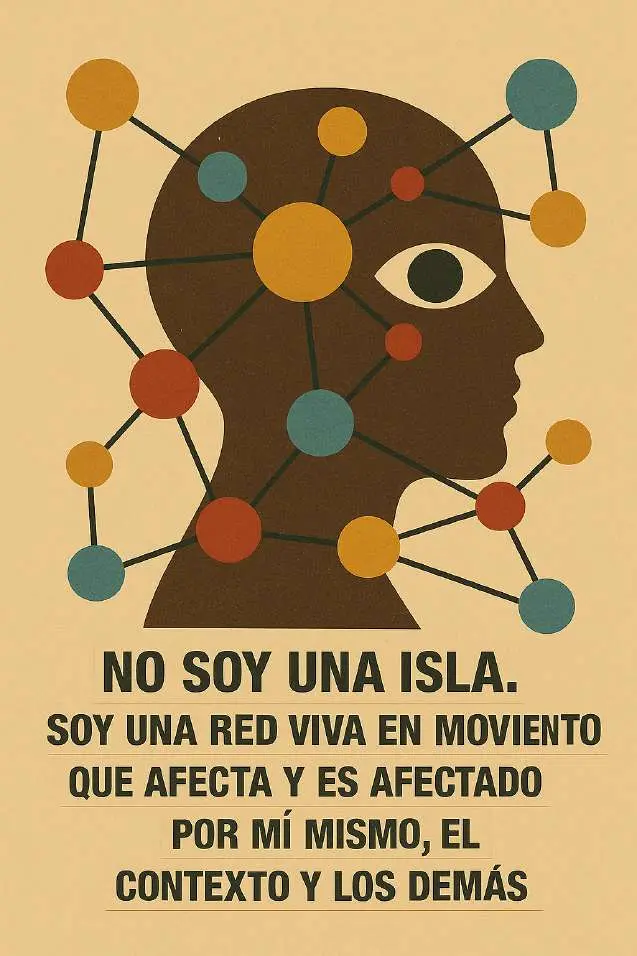 NO SOY UNA ISLA.
SOY UNA RED VIVA EN MOVIENTO
QUE AFECTA Y ES AFECTADO
POR MÍ MISMO, EL
CONTEXTO Y LOS DEMÁS